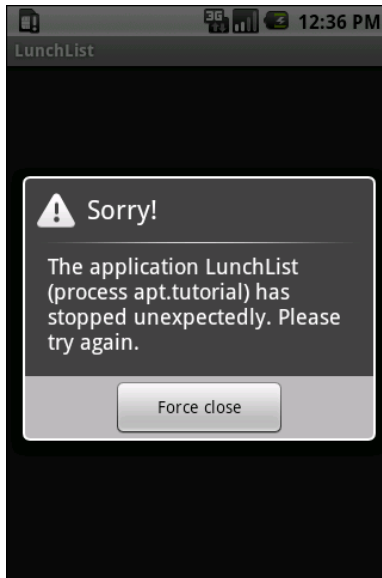 3G 12:36 PM
LunchList
Sorry!
The application LunchList
(process apt.tutorial) has
stopped unexpectedly. Please
try again.
Force close